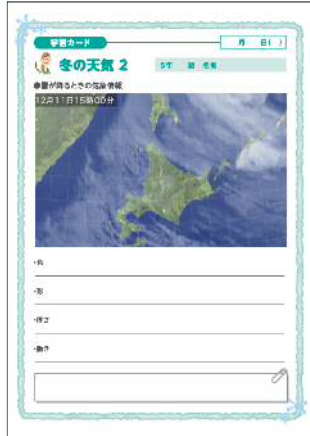 学習カード
月 日( )
冬の天気 2
5年 組 名前
●雪が降るときの気象情報
12月11日15時00分
・色
・形
・厚さ
・動き